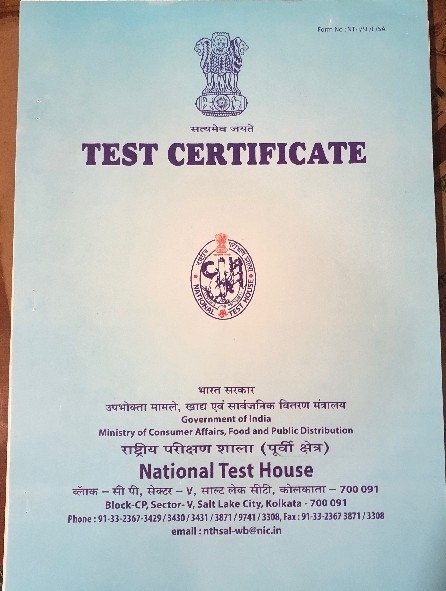 Form No :
सत्यमेव जयते
TEST CERTIFICATE
NATIONAL TEST HOUSE
भारत सरकार
उपभोक्ता मामले, खाद्य एवं सार्वजनिक वितरण मंत्रालय
Government of India
Ministry of Consumer Affairs, Food and Public Distribution
राष्ट्रीय परीक्षण शाला (पूर्वी क्षेत्र)
National Test House
ब्लॉक – सी पी, सेक्टर – V, साल्ट लेक सीटी, कोलकाता – 700 091
Block-CP, Sector- V, Salt Lake City, Kolkata - 700 091
Phone : 91-33-2367-3429 / 3430 / 3431 / 3871 / 9741 / 3308, Fax : 91-33-2367 3871 / 3308
email : nthsal-wb@nic.in